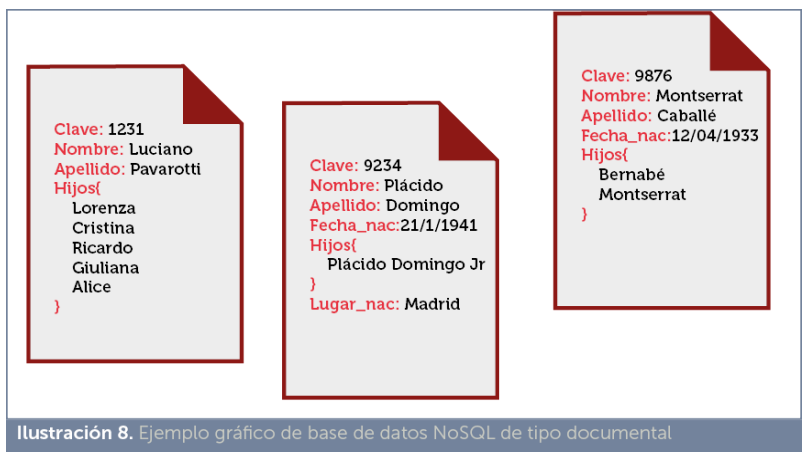 Clave: 1231
Nombre: Luciano
Apellido: Pavarotti
Hijos{
Lorenza
Cristina
Ricardo
Giuliana
Alice
}
Clave: 9234
Nombre: Plácido
Apellido: Domingo
Fecha_nac:21/1/1941
Hijos{
Plácido Domingo Jr
}
Lugar_nac: Madrid
Clave: 9876
Nombre: Montserrat
Apellido: Caballé
Fecha_nac:12/04/1933
Hijos{
Bernabé
Montserrat
}
Ilustración 8. Ejemplo gráfico de base de datos NoSQL de tipo documental